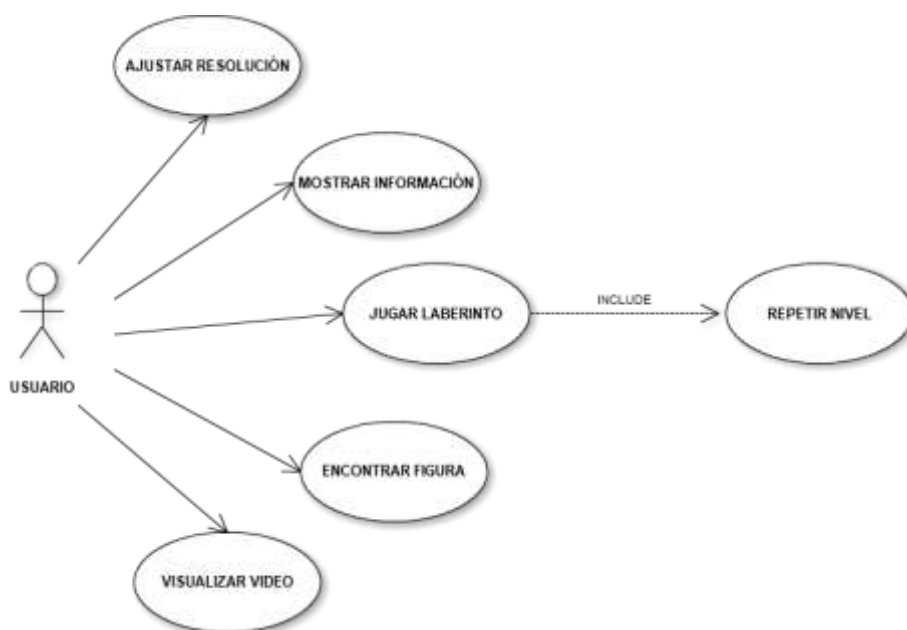 AJUSTAR RESOLUCIÓN
MOSTRAR INFORMACIÓN
JUGAR LABERINTO
INCLUDE
REPETIR NIVEL
USUARIO
ENCONTRAR FIGURA
VISUALIZAR VIDEO